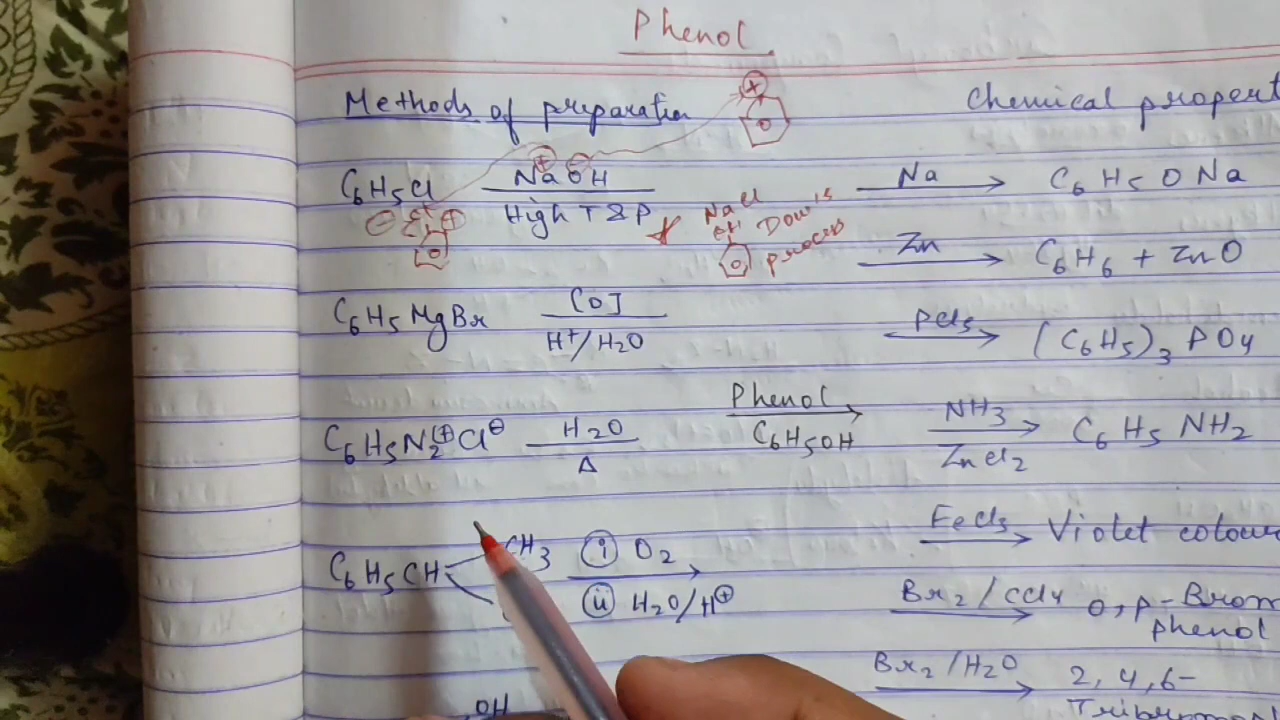 Phenol
Methods of preparation
Chemical propert
C6H5Cl NaOH High T & P
NaCl Dow's process
Na C6H5ONa
Zn C6H6 + ZnO
C6H5MgBr [O] H+/H2O
PCl5 (C6H5)3PO4
C6H5N2⊕Cl⊖ H2O Δ
Phenol C6H5OH
NH3 ZnCl2 C6H5NH2
FeCl3 Violet colour
C6H5CH CH3 (i) O2 (ii) H2O/H⊕
Br2/CCl4 o, p-Brom
phenol
Br2/H2O 2, 4, 6-
OH